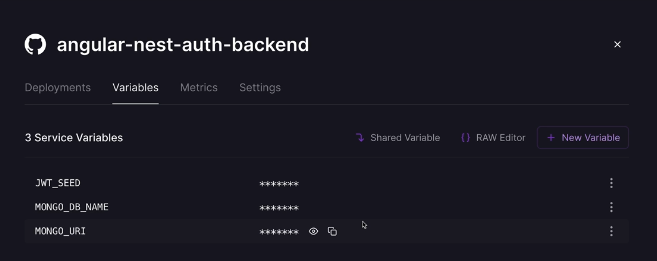 angular-nest-auth-backend
Deployments Variables Metrics Settings
3 Service Variables Shared Variable {} RAW Editor + New Variable
JWT_SEED *******
MONGO_DB_NAME *******
MONGO_URI *******